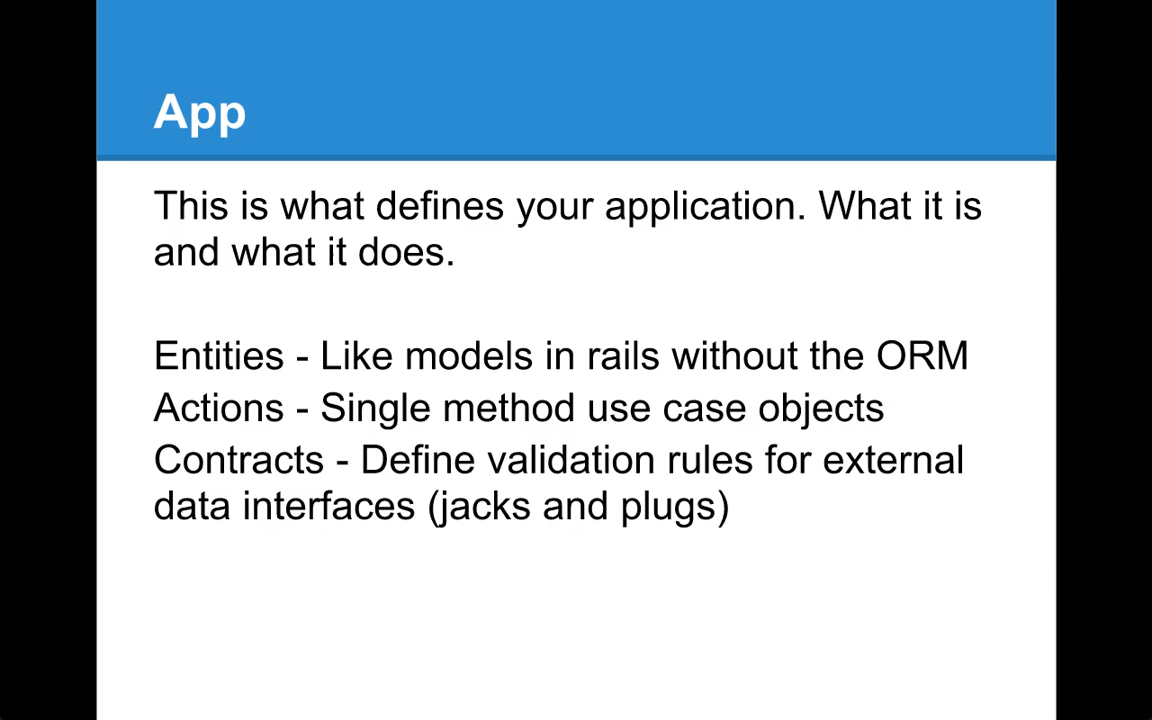 App
This is what defines your application. What it is
and what it does.
Entities - Like models in rails without the ORM
Actions - Single method use case objects
Contracts - Define validation rules for external
data interfaces (jacks and plugs)